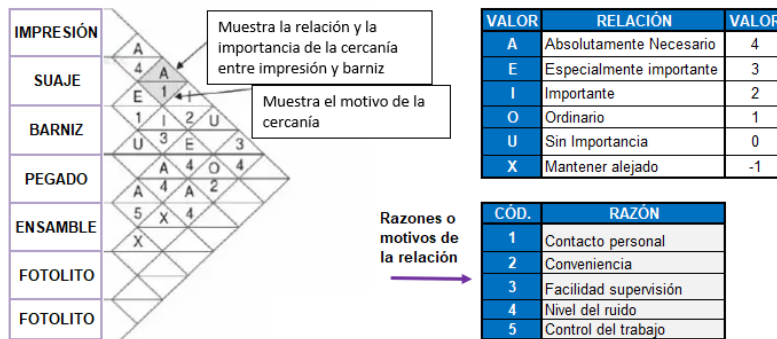 IMPRESIÓN
SUAJE
BARNIZ
PEGADO
ENSAMBLE
FOTOLITO
FOTOLITO
A
4 A
E 1 I
1 I 2 U
U 3 E 3
A 4 O 4
A 4 A 2
5 X 4
X
Muestra la relación y la
importancia de la cercanía
entre impresión y barniz
Muestra el motivo de la
cercanía
VALOR RELACIÓN VALOR
A Absolutamente Necesario 4
E Especialmente importante 3
I Importante 2
O Ordinario 1
U Sin Importancia 0
X Mantener alejado -1
Razones o
motivos de
la relación
CÓD. RAZÓN
1 Contacto personal
2 Conveniencia
3 Facilidad supervisión
4 Nivel del ruido
5 Control del trabajo